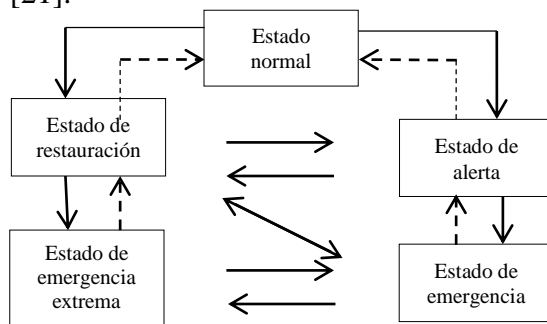 [21].
Estado
normal
Estado de
restauración
Estado de
alerta
Estado de
emergencia
extrema
Estado de
emergencia